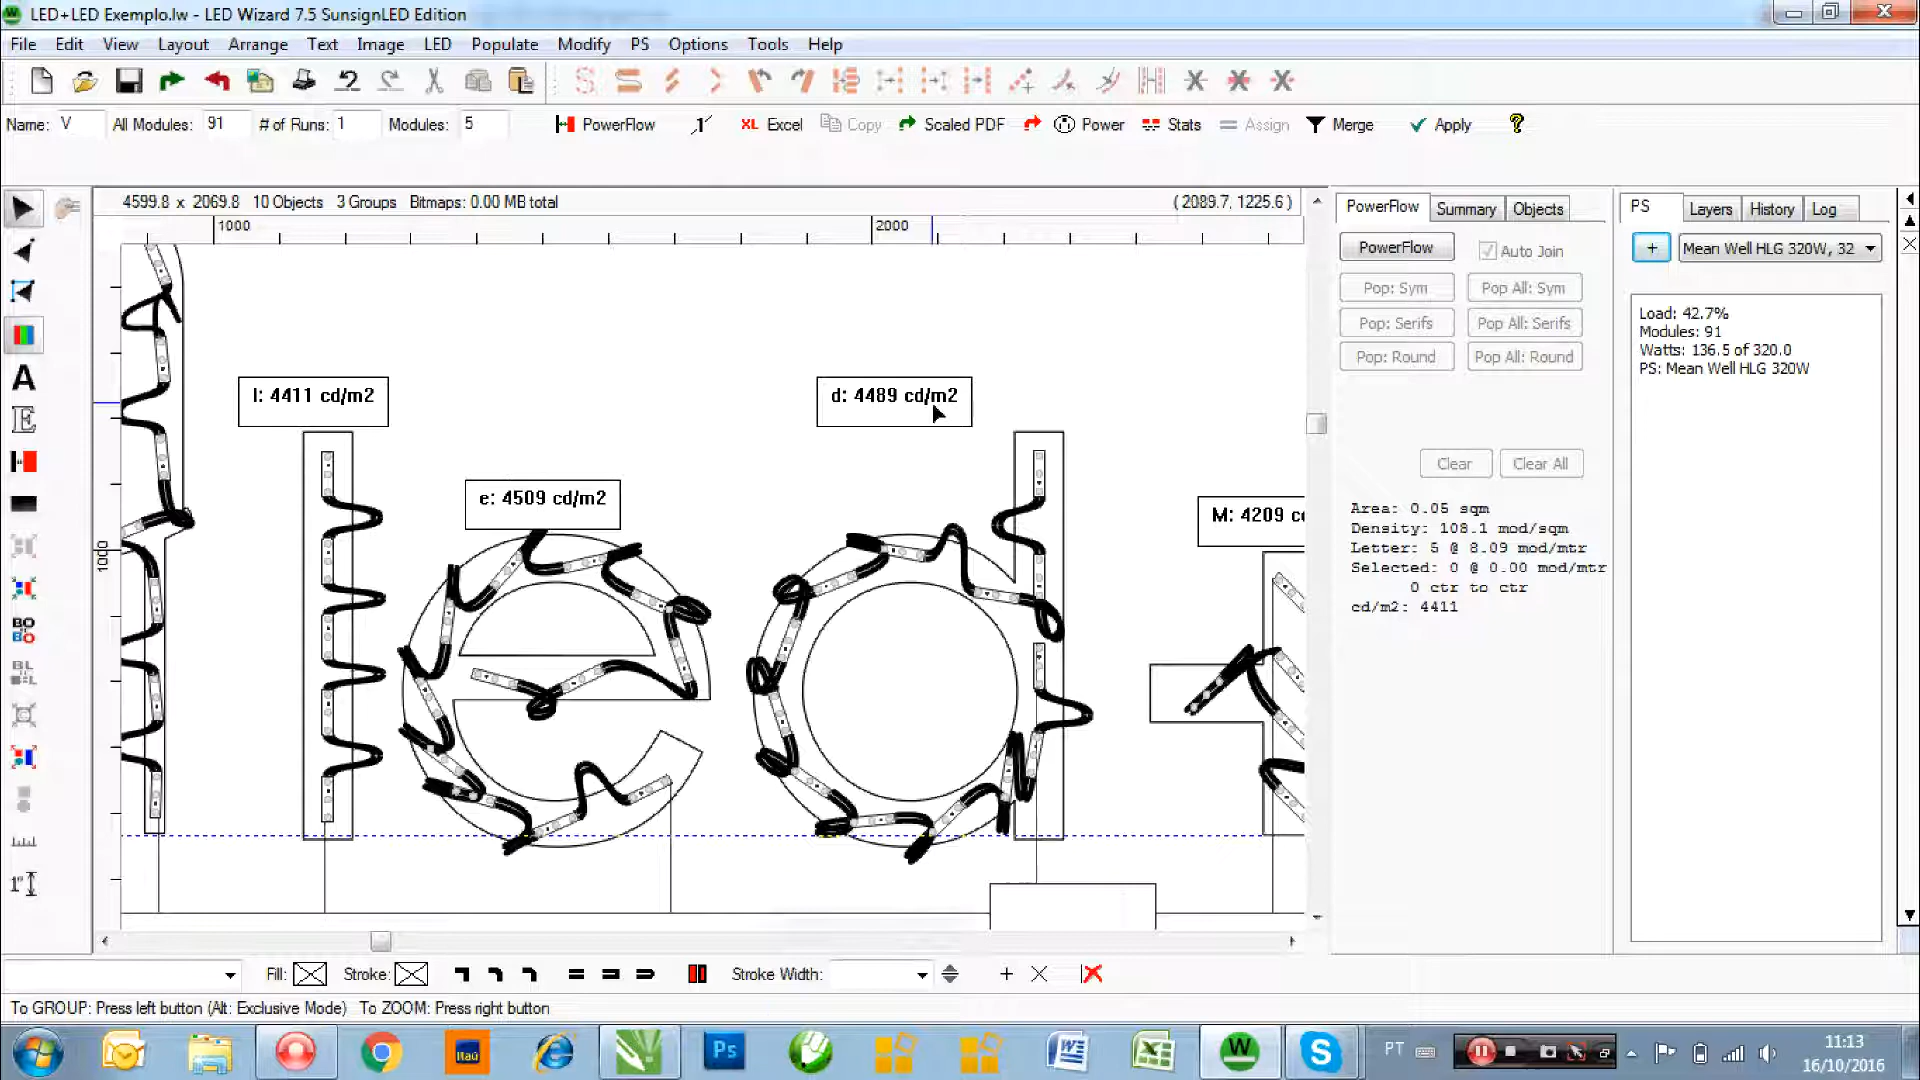 LED+LED Exemplo.lw - LED Wizard 7.5 SunsignLED Edition
File Edit View Layout Arrange Text Image LED Populate Modify PS Options Tools Help
Name: V All Modules: 91 # of Runs: 1 Modules: 5 PowerFlow XL Excel Copy Scaled PDF Power Stats Assign Merge Apply ?
4599.8 x 2069.8 10 Objects 3 Groups Bitmaps: 0.00 MB total (2089.7, 1225.6)
1000 2000
1000
l: 4411 cd/m2
d: 4489 cd/m2
e: 4509 cd/m2
M: 4209 cd
PowerFlow Summary Objects
PowerFlow Auto Join
Pop: Sym Pop All: Sym
Pop: Serifs Pop All: Serifs
Pop: Round Pop All: Round
Clear Clear All
Area: 0.05 sqm
Density: 108.1 mod/sqm
Letter: 5 @ 8.09 mod/mtr
Selected: 0 @ 0.00 mod/mtr
0 ctr to ctr
cd/m2: 4411
PS Layers History Log
+ Mean Well HLG 320W, 32
Load: 42.7%
Modules: 91
Watts: 136.5 of 320.0
PS: Mean Well HLG 320W
A
E
BO
BO
BL
1"
Fill: Stroke: Stroke Width:
To GROUP: Press left button (Alt: Exclusive Mode) To ZOOM: Press right button
Itaú Ps W S PT
11:13
16/10/2016